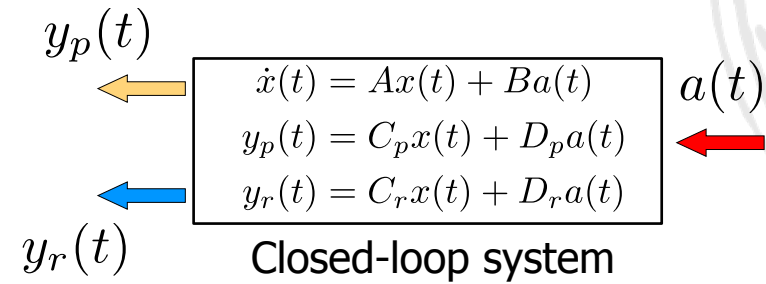 y_p(t)
ẋ(t) = Ax(t) + Ba(t)
a(t)
y_p(t) = C_p x(t) + D_p a(t)
y_r(t) = C_r x(t) + D_r a(t)
y_r(t)
Closed-loop system